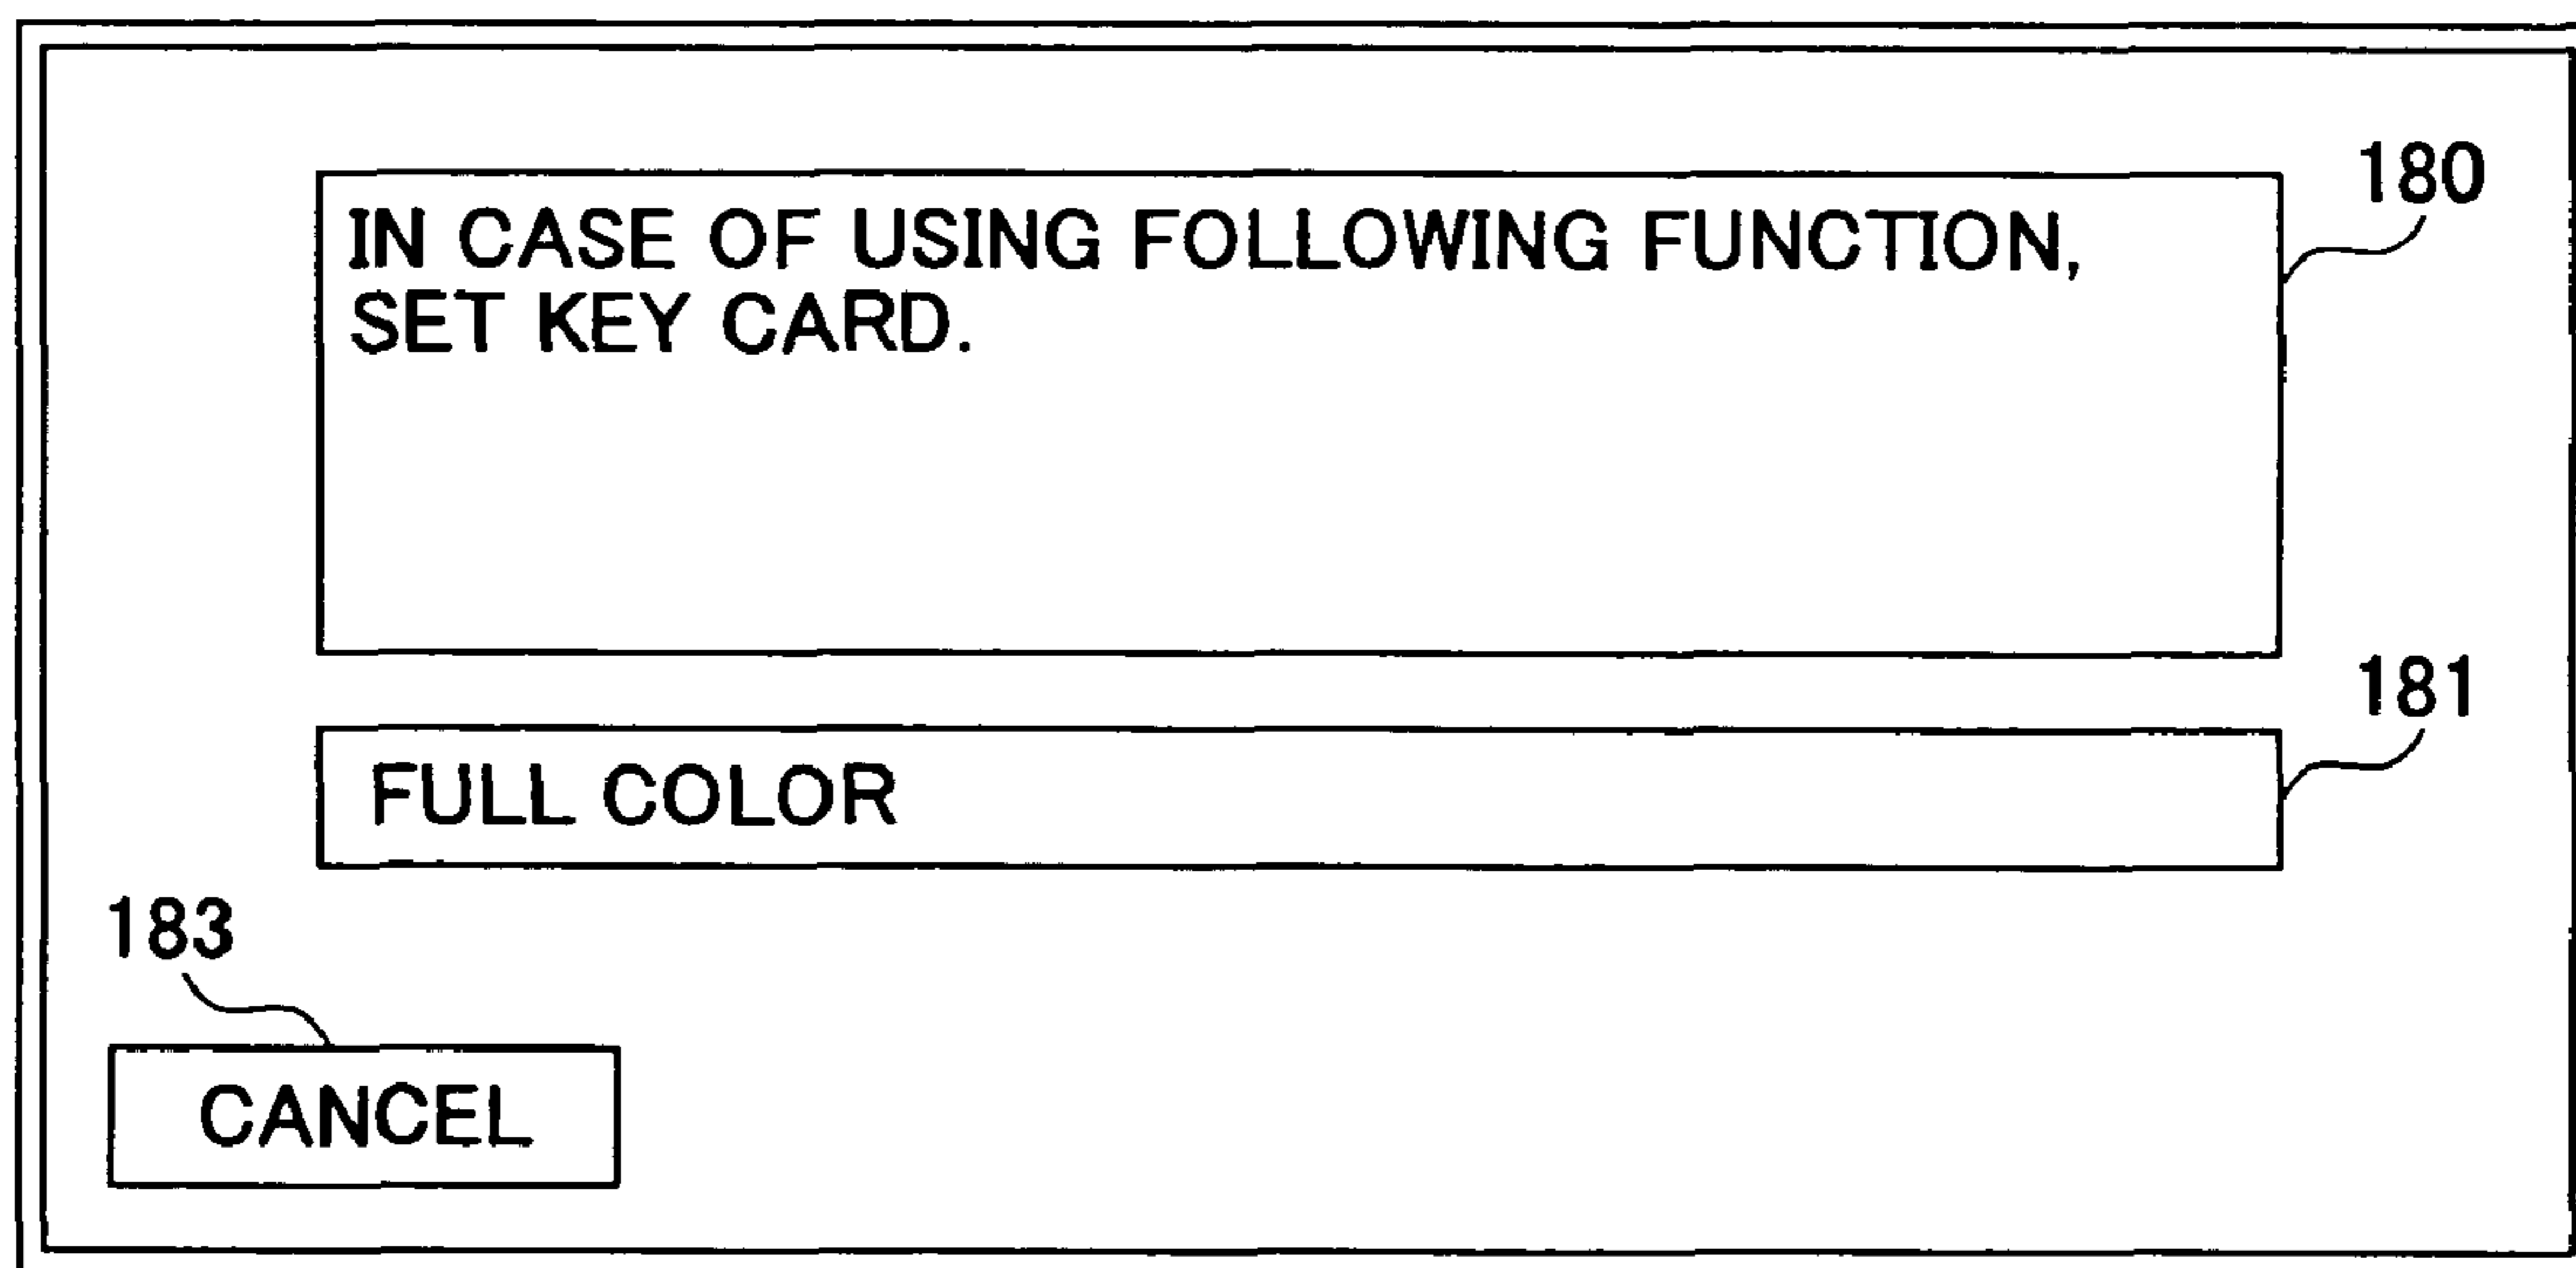 180
IN CASE OF USING FOLLOWING FUNCTION,
SET KEY CARD.
181
FULL COLOR
183
CANCEL